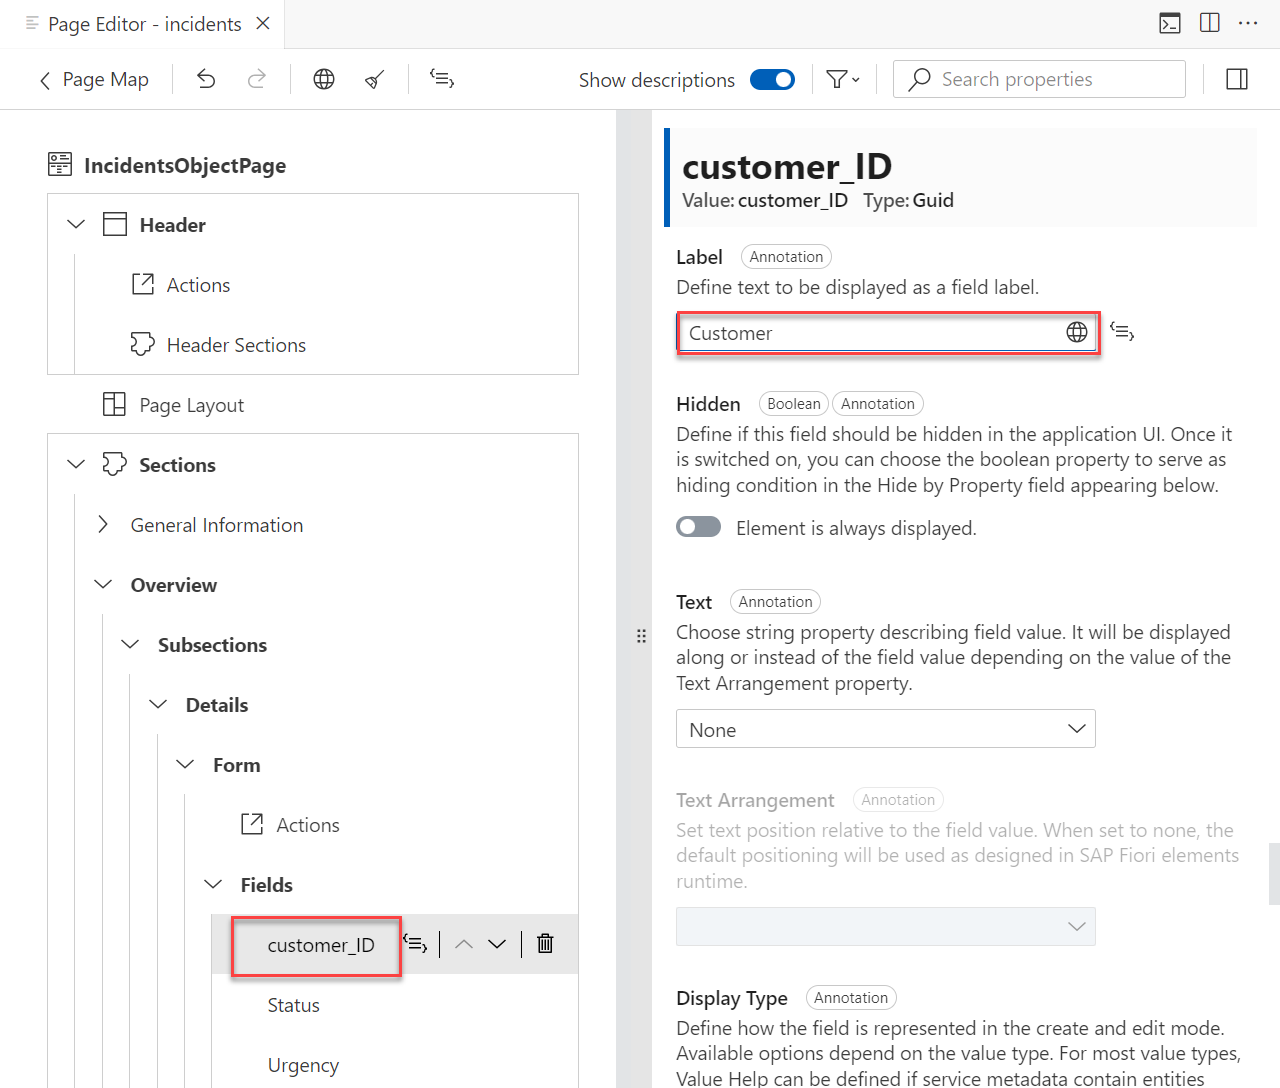 Page Editor - incidents
Page Map
Show descriptions
Search properties
IncidentsObjectPage
Header
Actions
Header Sections
Page Layout
Sections
General Information
Overview
Subsections
Details
Form
Actions
Fields
customer_ID
Status
Urgency
customer_ID
Value: customer_ID Type: Guid
Label Annotation
Define text to be displayed as a field label.
Customer
Hidden Boolean Annotation
Define if this field should be hidden in the application UI. Once it
is switched on, you can choose the boolean property to serve as
hiding condition in the Hide by Property field appearing below.
Element is always displayed.
Text Annotation
Choose string property describing field value. It will be displayed
along or instead of the field value depending on the value of the
Text Arrangement property.
None
Text Arrangement Annotation
Set text position relative to the field value. When set to none, the
default positioning will be used as designed in SAP Fiori elements
runtime.
Display Type Annotation
Define how the field is represented in the create and edit mode.
Available options depend on the value type. For most value types,
Value Help can be defined if service metadata contain entities